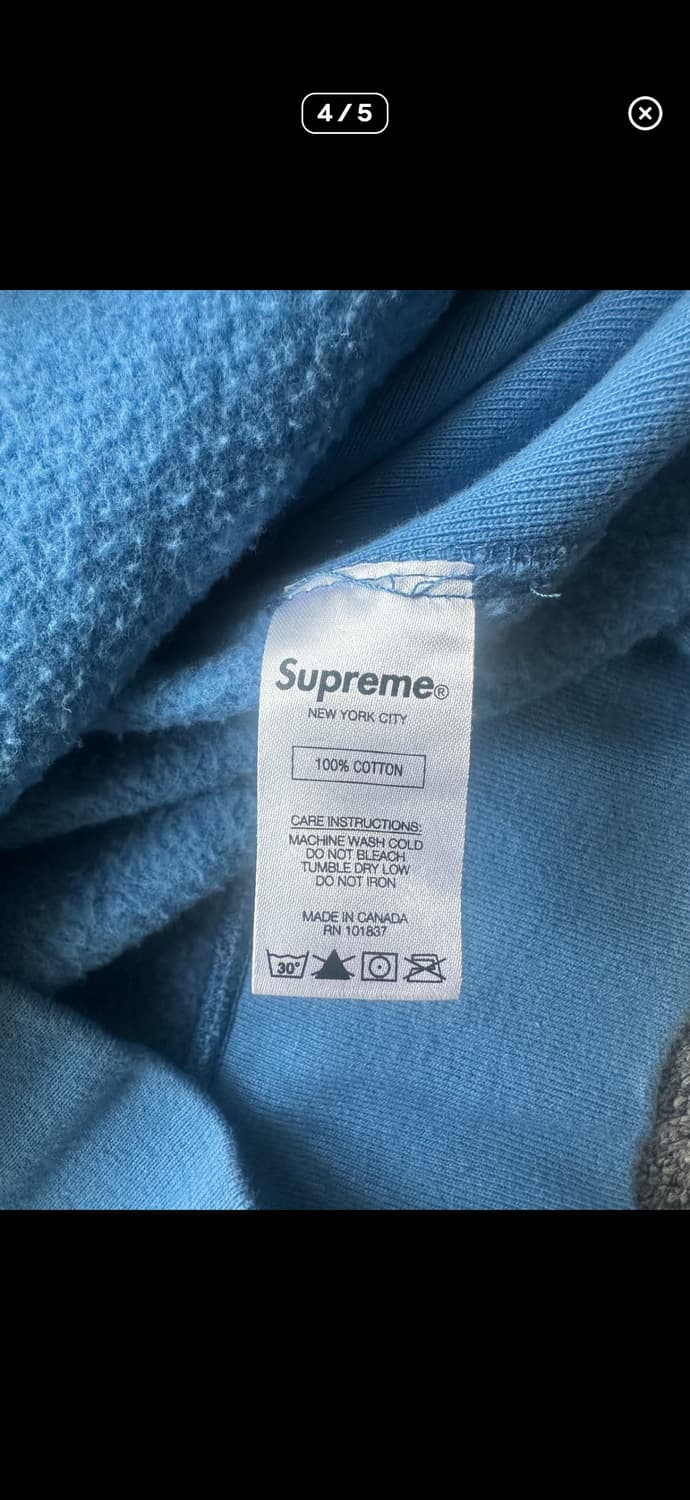 4/5
Supreme®
NEW YORK CITY
100% COTTON
CARE INSTRUCTIONS:
MACHINE WASH COLD
DO NOT BLEACH
TUMBLE DRY LOW
DO NOT IRON
MADE IN CANADA
RN 101837
30°